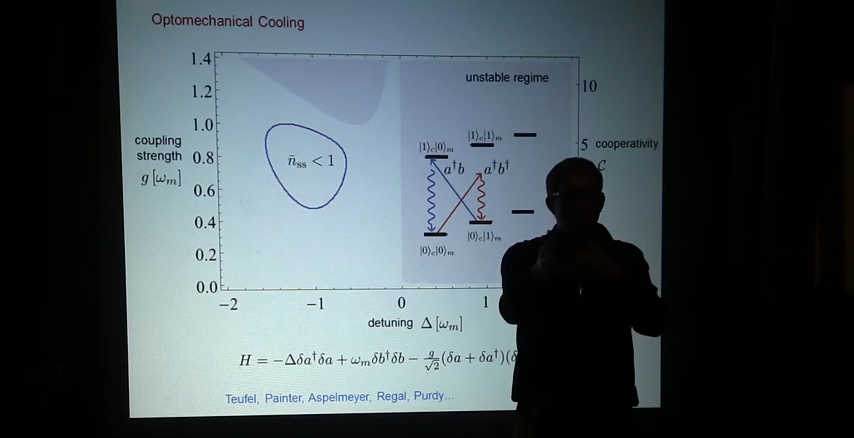 Optomechanical Cooling
1.4
1.2
1.0
0.8
0.6
0.4
0.2
0.0
coupling
strength
g [ω_m]
n̄_ss < 1
unstable regime
10
5 cooperativity
C
|1⟩_c|0⟩_m
|1⟩_c|1⟩_m
a†b
a†b†
|0⟩_c|1⟩_m
|0⟩_c|0⟩_m
−2 −1 0 1
detuning Δ [ω_m]
H = −Δδa†δa + ω_mδb†δb − g/√2 (δa + δa†)(δ
Teufel, Painter, Aspelmeyer, Regal, Purdy…